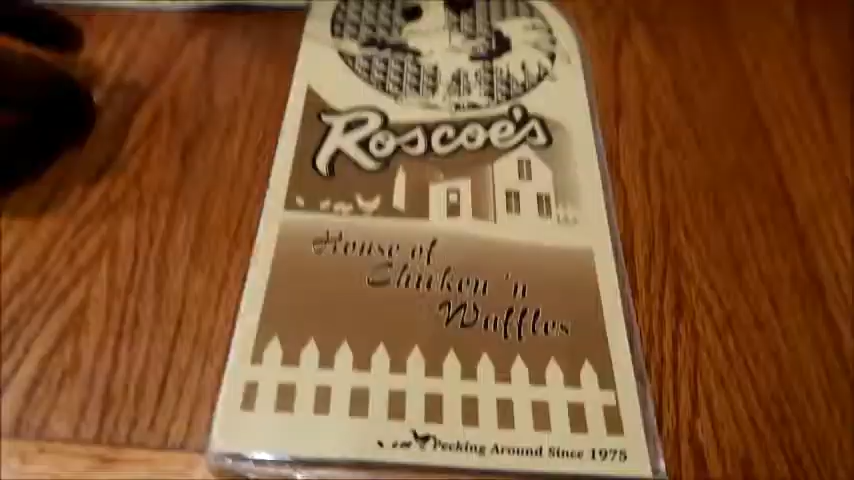 Roscoe's
House of
Chicken 'n
Waffles
Pecking Around Since 1975